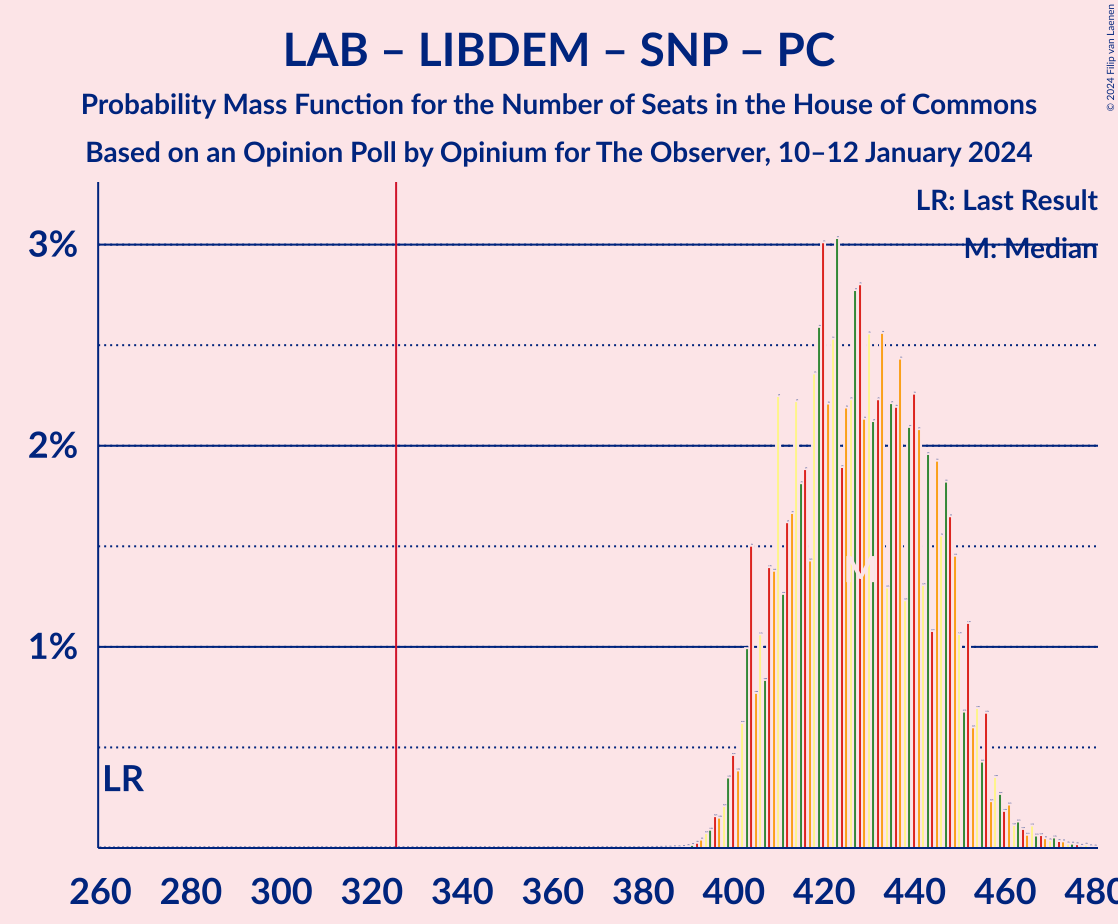 LAB – LIBDEM – SNP – PC
Probability Mass Function for the Number of Seats in the House of Commons
Based on an Opinion Poll by Opinium for The Observer, 10–12 January 2024
© 2024 Filip van Laenen
LR: Last Result
M: Median
3%
2%
1%
M
LR
260 280 300 320 340 360 380 400 420 440 460 480